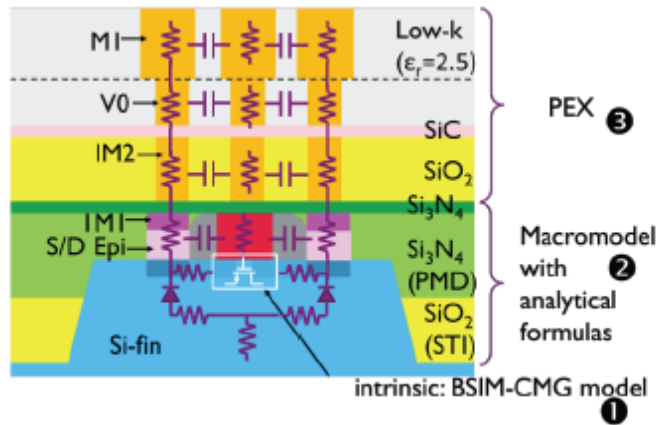 M1
Low-k
(εr=2.5)
V0
PEX ❸
SiC
IM2
SiO2
Si3N4
IM1
S/D Epi
Si3N4
(PMD)
Macromodel
with ❷
analytical
formulas
SiO2
(STI)
Si-fin
intrinsic: BSIM-CMG model
❶